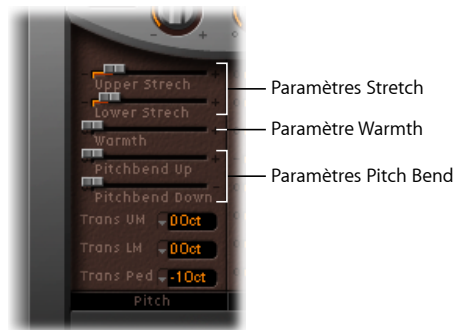 Upper Strech
Lower Strech
Warmth
Pitchbend Up
Pitchbend Down
Trans UM 0Oct
Trans LM 0Oct
Trans Ped -1Oct
Pitch
Paramètres Stretch
Paramètre Warmth
Paramètres Pitch Bend